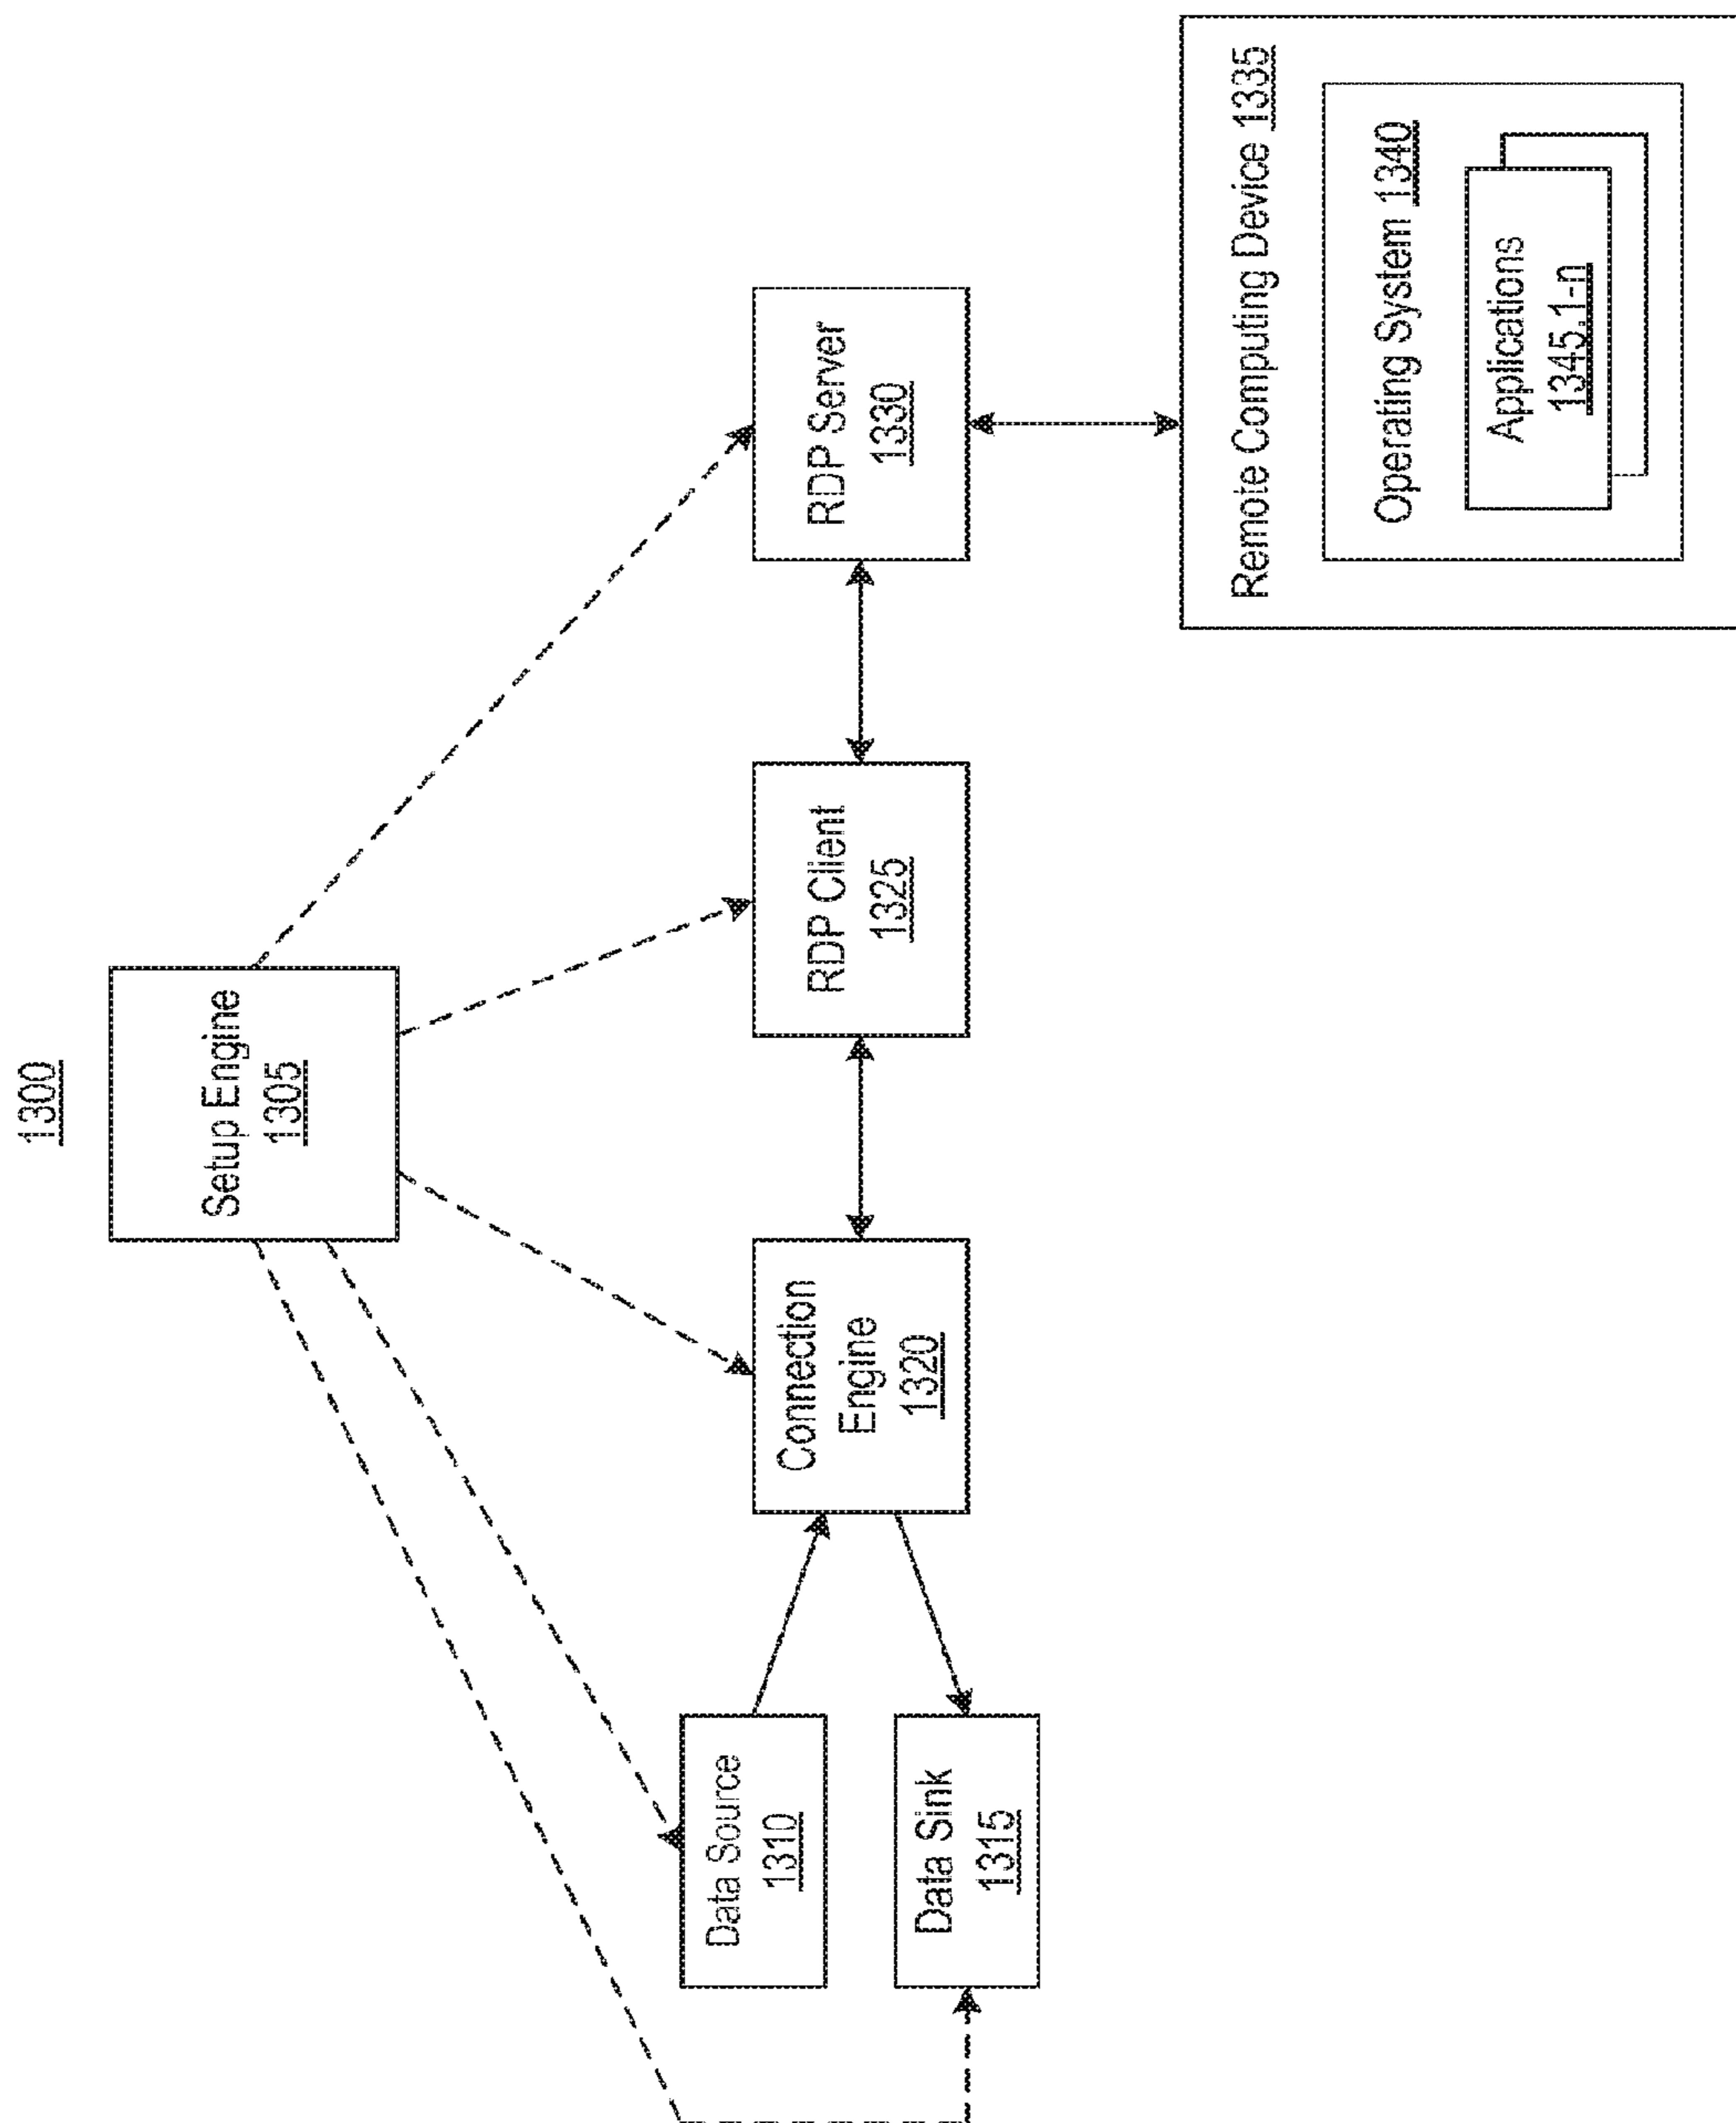 1300
Setup Engine
1305
Data Source
1310
Data Sink
1315
Connection
Engine
1320
RDP Client
1325
RDP Server
1330
Remote Computing Device 1335
Operating System 1340
Applications
1345.1-n